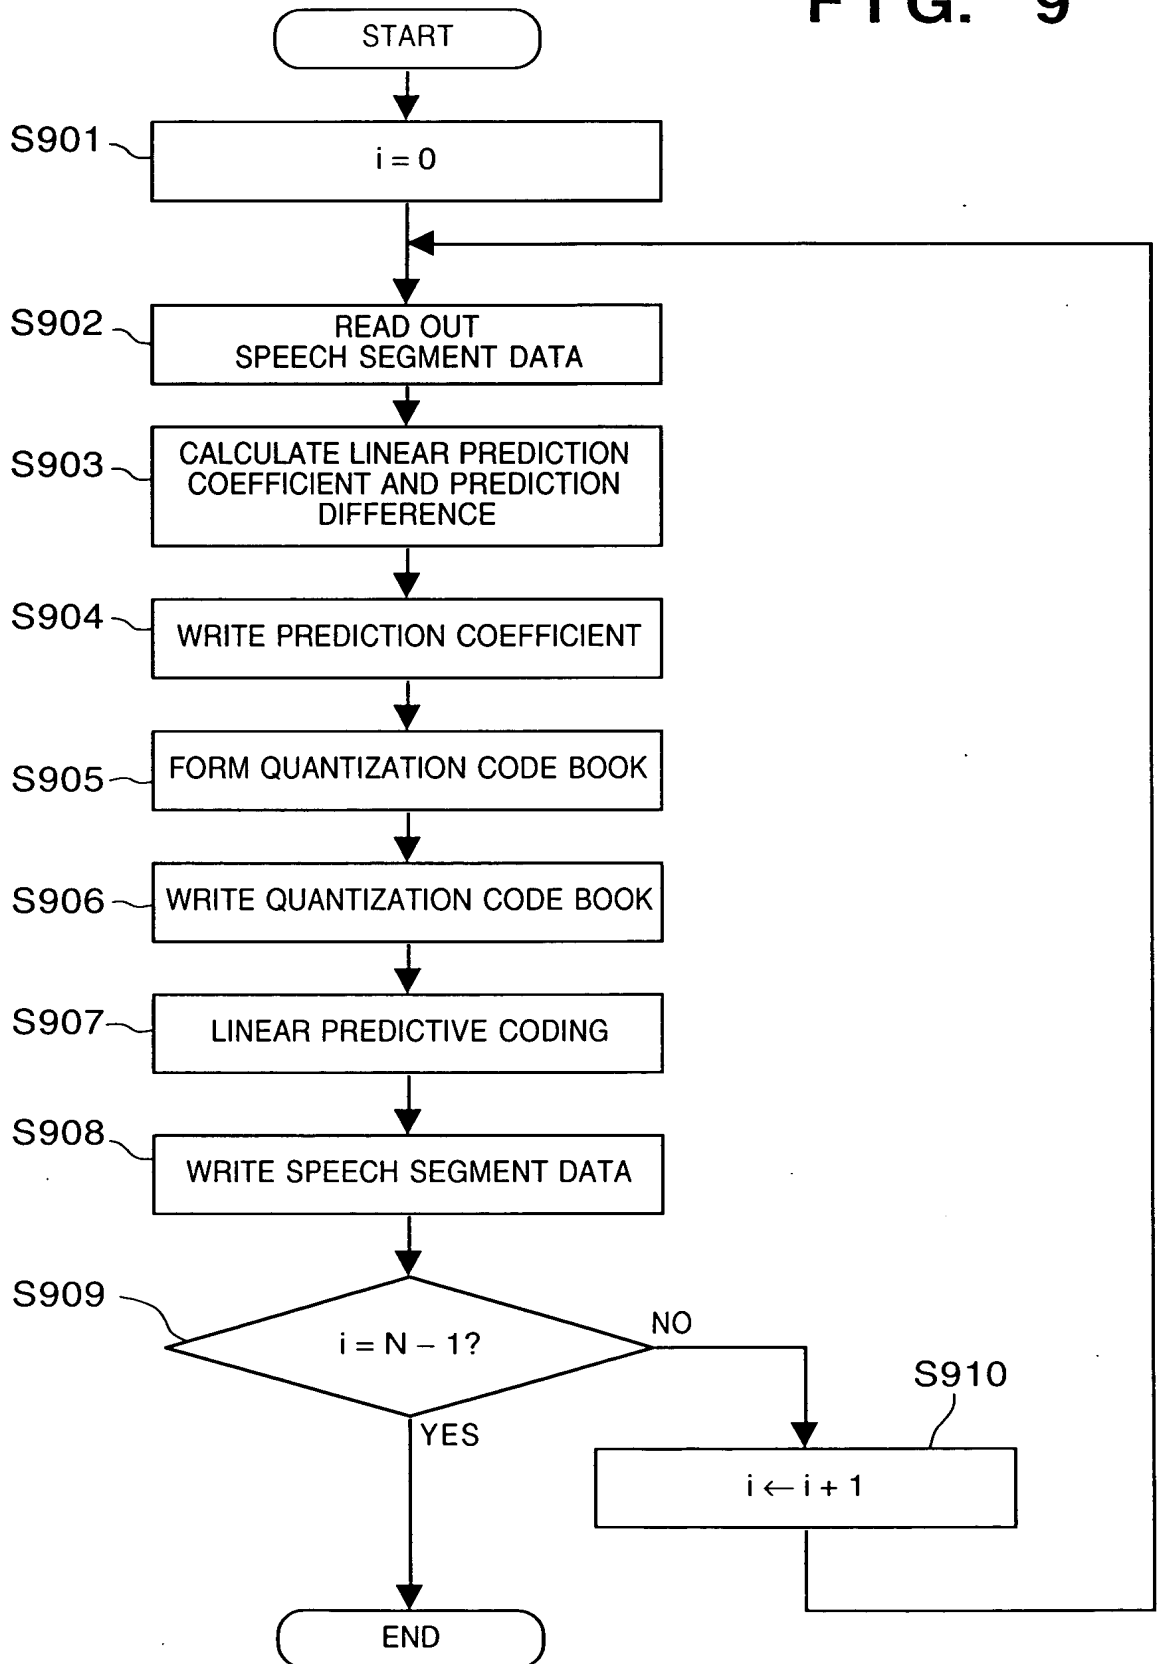 FIG. 9
START
S901
i = 0
S902
READ OUT
SPEECH SEGMENT DATA
S903
CALCULATE LINEAR PREDICTION
COEFFICIENT AND PREDICTION
DIFFERENCE
S904
WRITE PREDICTION COEFFICIENT
S905
FORM QUANTIZATION CODE BOOK
S906
WRITE QUANTIZATION CODE BOOK
S907
LINEAR PREDICTIVE CODING
S908
WRITE SPEECH SEGMENT DATA
S909
i = N – 1?
NO
YES
S910
i ← i + 1
END